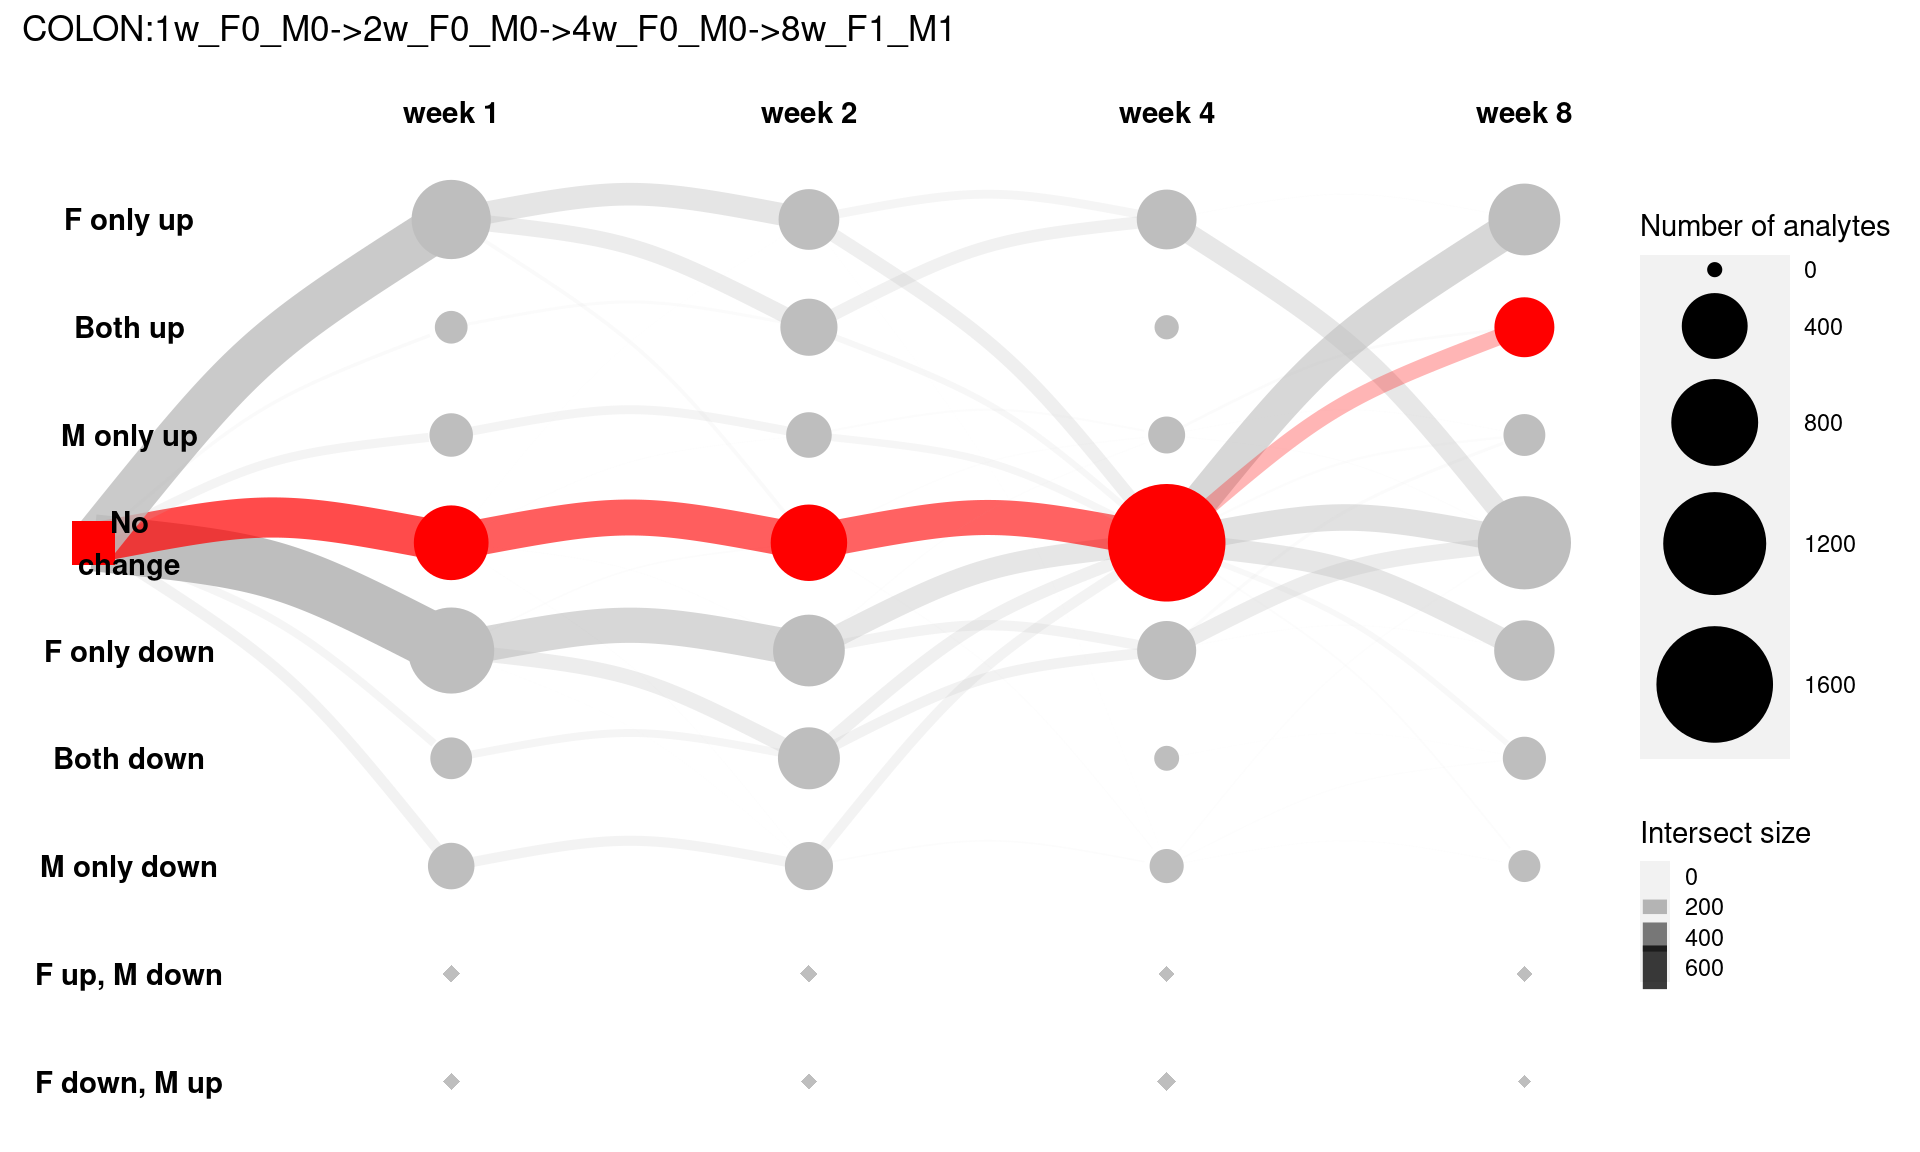 COLON:1w_F0_M0->2w_F0_M0->4w_F0_M0->8w_F1_M1
week 1
week 2
week 4
week 8
F only up
Both up
M only up
No
change
F only down
Both down
M only down
F up, M down
F down, M up
Number of analytes
0
400
800
1200
1600
Intersect size
0
200
400
600